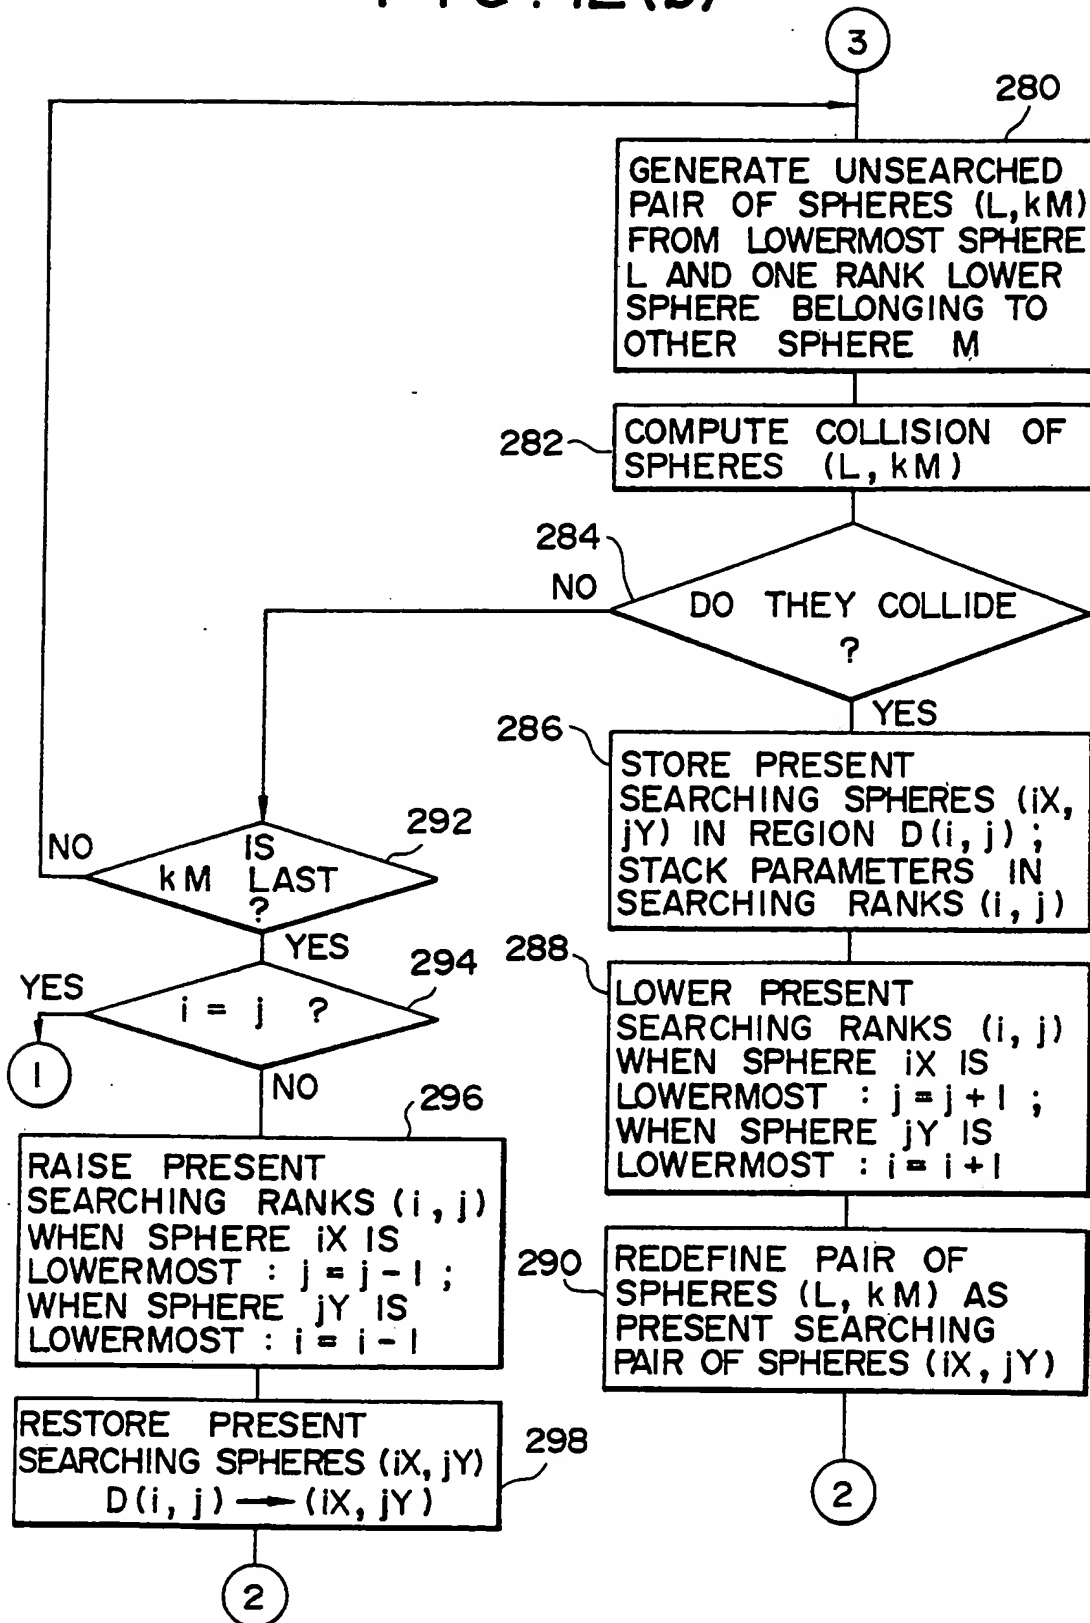 FIG. 12(b)
3
280
GENERATE UNSEARCHED
PAIR OF SPHERES (L,kM)
FROM LOWERMOST SPHERE
L AND ONE RANK LOWER
SPHERE BELONGING TO
OTHER SPHERE M
282
COMPUTE COLLISION OF
SPHERES (L,kM)
284
NO
DO THEY COLLIDE
?
YES
286
STORE PRESENT
SEARCHING SPHERES (iX,
jY) IN REGION D(i,j) ;
STACK PARAMETERS IN
SEARCHING RANKS (i,j)
288
LOWER PRESENT
SEARCHING RANKS (i,j)
WHEN SPHERE iX IS
LOWERMOST : j = j + 1 ;
WHEN SPHERE jY IS
LOWERMOST : i = i + 1
290
REDEFINE PAIR OF
SPHERES (L,kM) AS
PRESENT SEARCHING
PAIR OF SPHERES (iX, jY)
2
292
NO
IS
kM LAST
?
YES
294
YES
i = j ?
1
NO
296
RAISE PRESENT
SEARCHING RANKS (i,j)
WHEN SPHERE iX IS
LOWERMOST : j = j - 1 ;
WHEN SPHERE jY IS
LOWERMOST : i = i - 1
298
RESTORE PRESENT
SEARCHING SPHERES (iX,jY)
D(i,j) → (iX,jY)
2